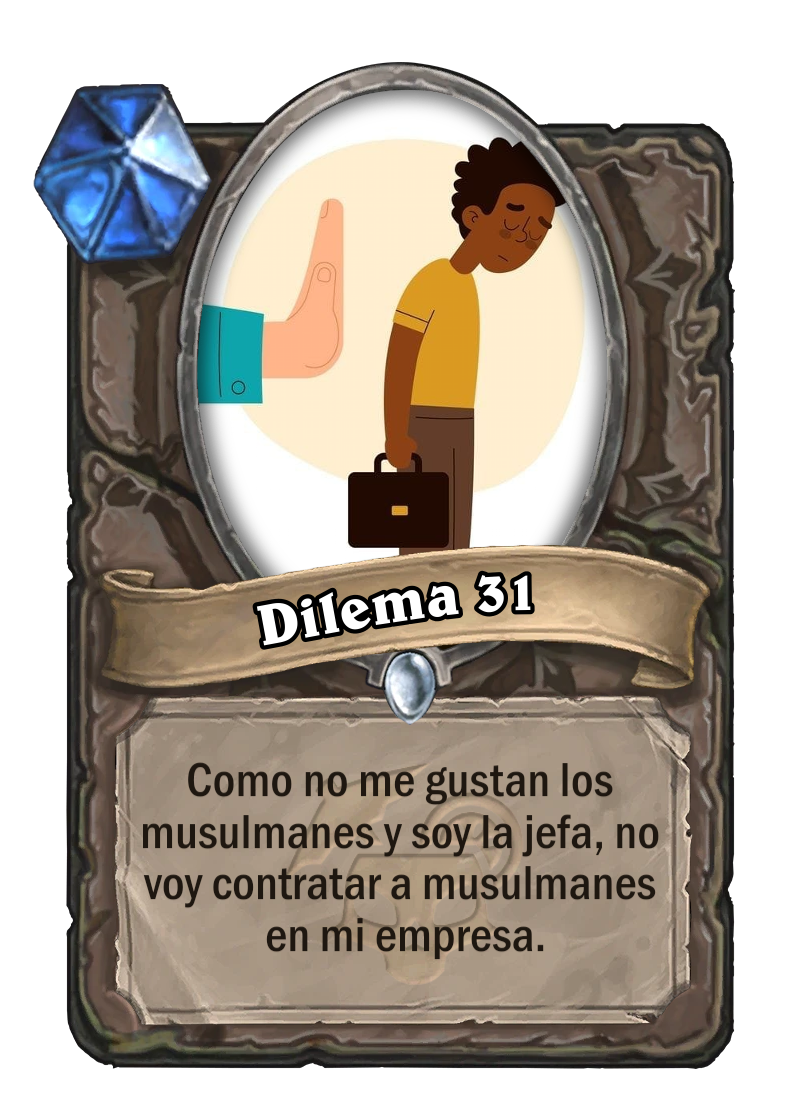 Dilema 31
Como no me gustan los
musulmanes y soy la jefa, no
voy contratar a musulmanes
en mi empresa.